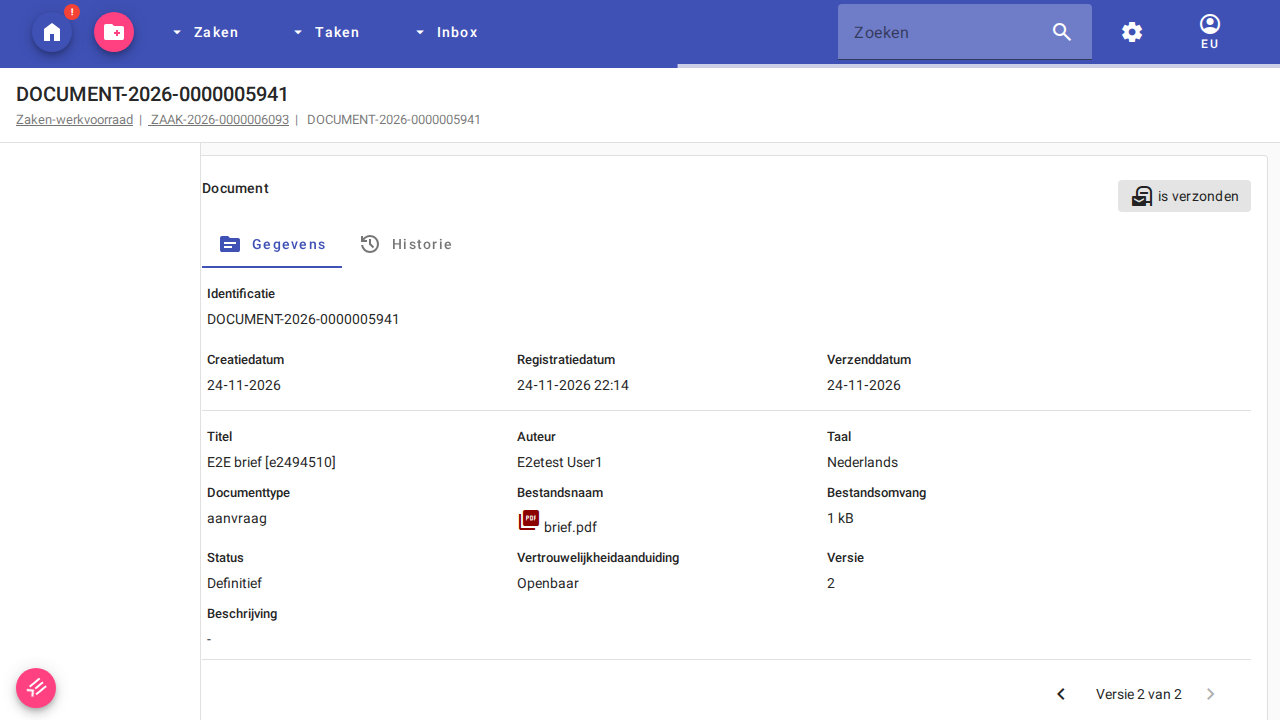 !
Zaken
Taken
Inbox
Zoeken
EU
DOCUMENT-2026-0000005941
Zaken-werkvoorraad | ZAAK-2026-0000006093 | DOCUMENT-2026-0000005941
Document
is verzonden
Gegevens
Historie
Identificatie
DOCUMENT-2026-0000005941
Creatiedatum Registratiedatum Verzenddatum
24-11-2026 24-11-2026 22:14 24-11-2026
Titel Auteur Taal
E2E brief [e2494510] E2etest User1 Nederlands
Documenttype Bestandsnaam Bestandsomvang
aanvraag PDF brief.pdf 1 kB
Status Vertrouwelijkheidaanduiding Versie
Definitief Openbaar 2
Beschrijving
-
Versie 2 van 2